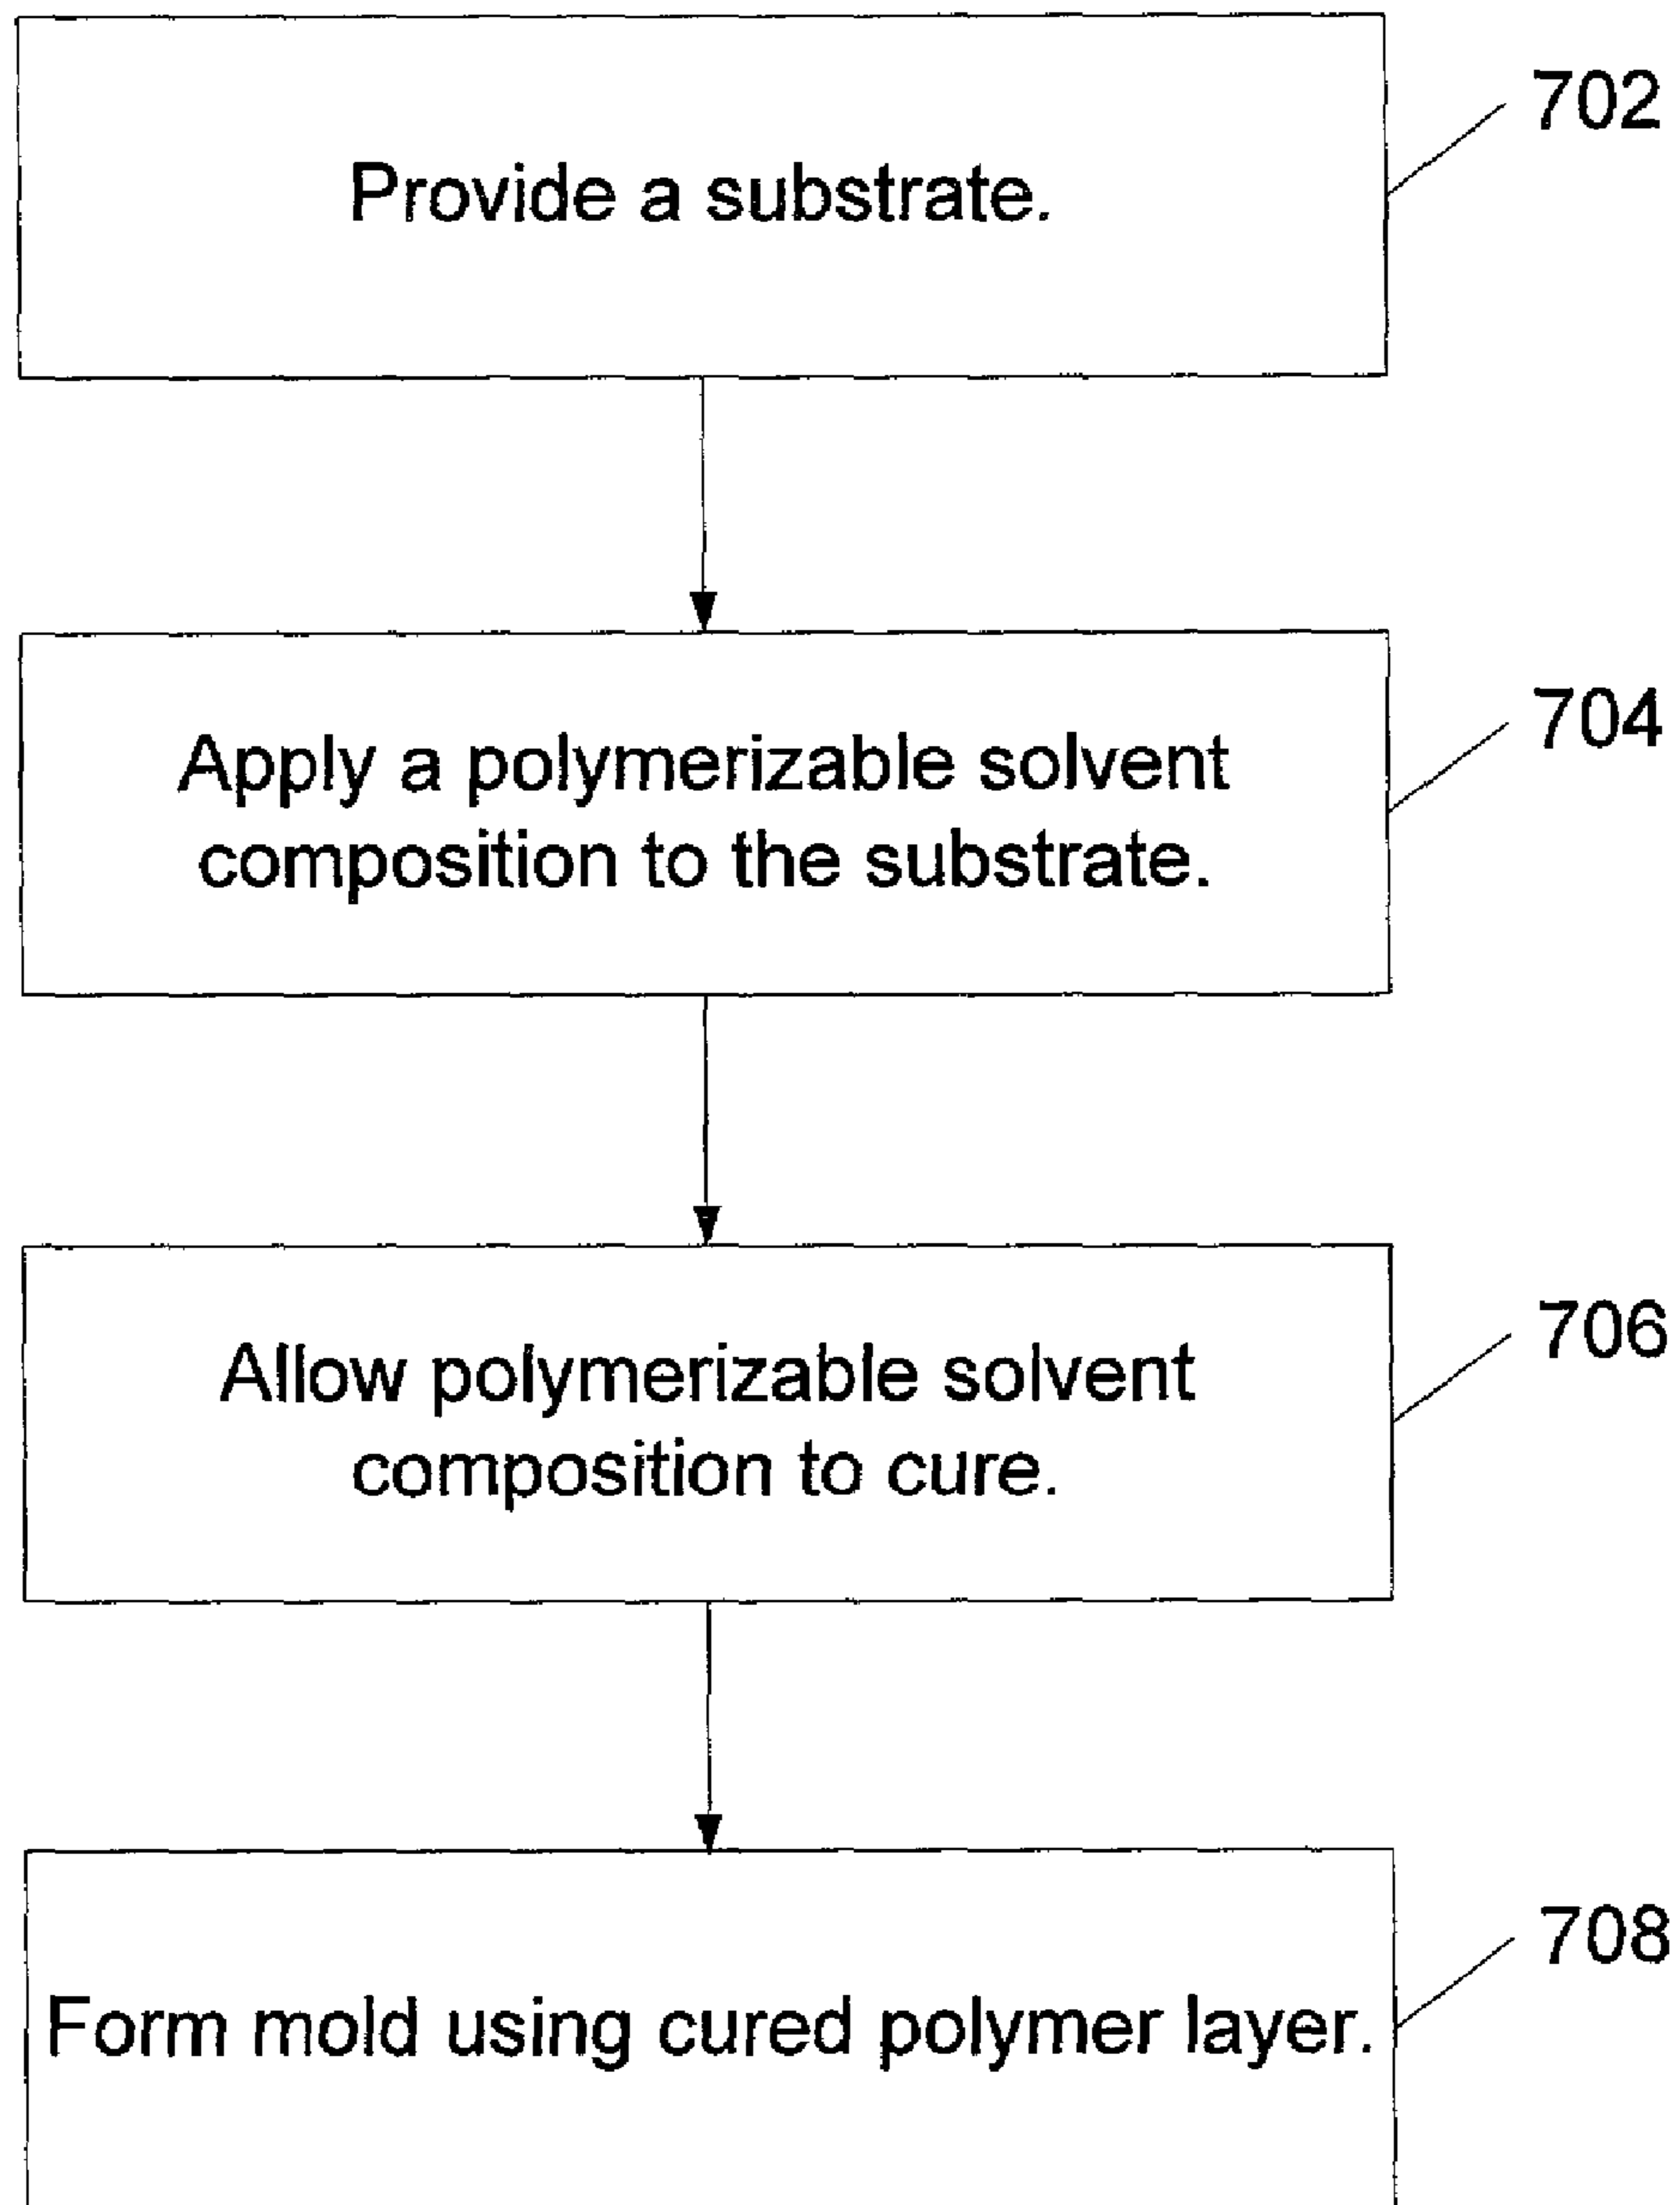 Provide a substrate.
702
Apply a polymerizable solvent
composition to the substrate.
704
Allow polymerizable solvent
composition to cure.
706
Form mold using cured polymer layer.
708